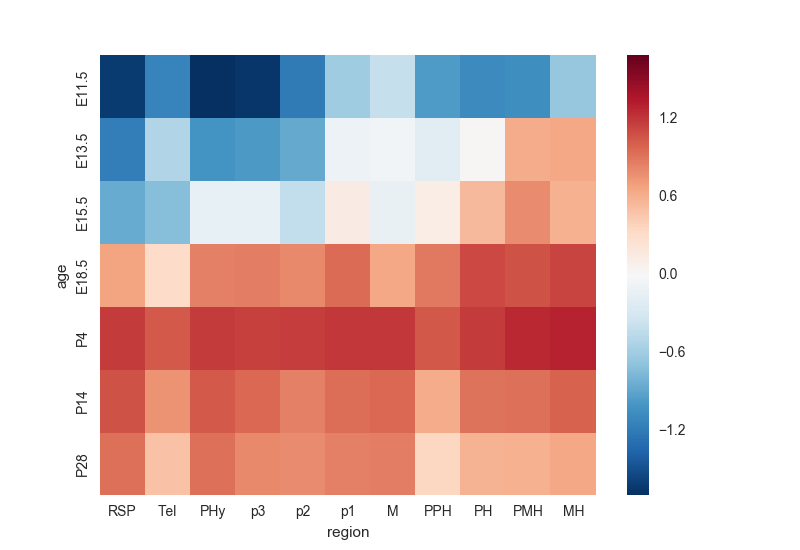 age
E11.5
E13.5
E15.5
E18.5
P4
P14
P28
RSP Tel PHy p3 p2 p1 M PPH PH PMH MH
region
1.2
0.6
0.0
−0.6
−1.2